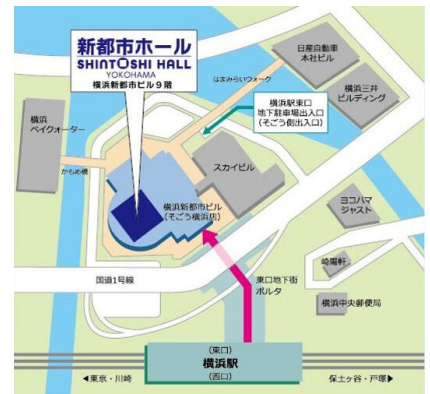 新都市ホール
SHINTOSHI HALL
YOKOHAMA
横浜新都市ビル9階
日産自動車
本社ビル
はまみらいウォーク
横浜三井
ビルディング
横浜駅東口
地下駐車場出入口
(そごう側出入口)
横浜
ベイクォーター
かもめ橋
スカイビル
横浜新都市ビル
(そごう横浜店)
ヨコハマ
ジャスト
崎陽軒
国道1号線
東口地下街
ポルタ
横浜中央郵便局
(東口)
横浜駅
(西口)
◀東京・川崎
保土ヶ谷・戸塚▶